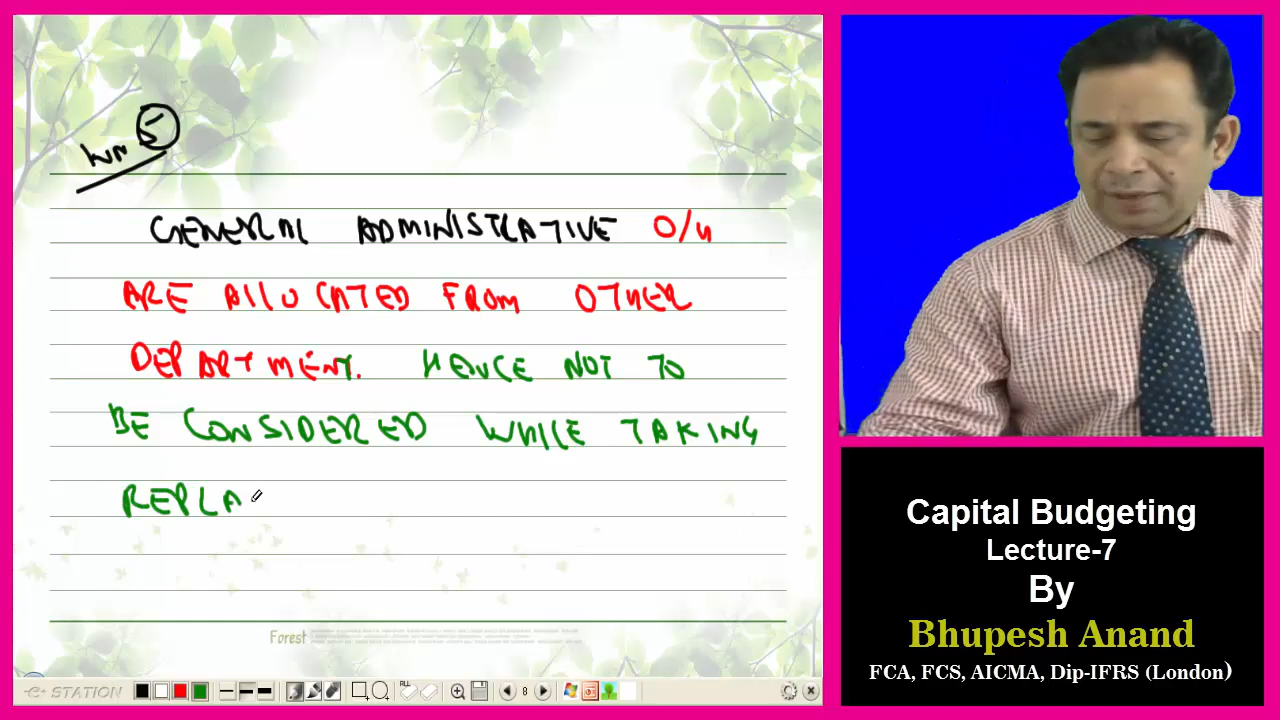 WN 5
GENERAL ADMINISTRATIVE O/H
ARE ALLOCATED FROM OTHER
DEPARTMENT. HENCE NOT TO
BE CONSIDERED WHILE TAKING
REPLA
Forest
STATION
8
Capital Budgeting
Lecture-7
By
Bhupesh Anand
FCA, FCS, AICMA, Dip-IFRS (London)